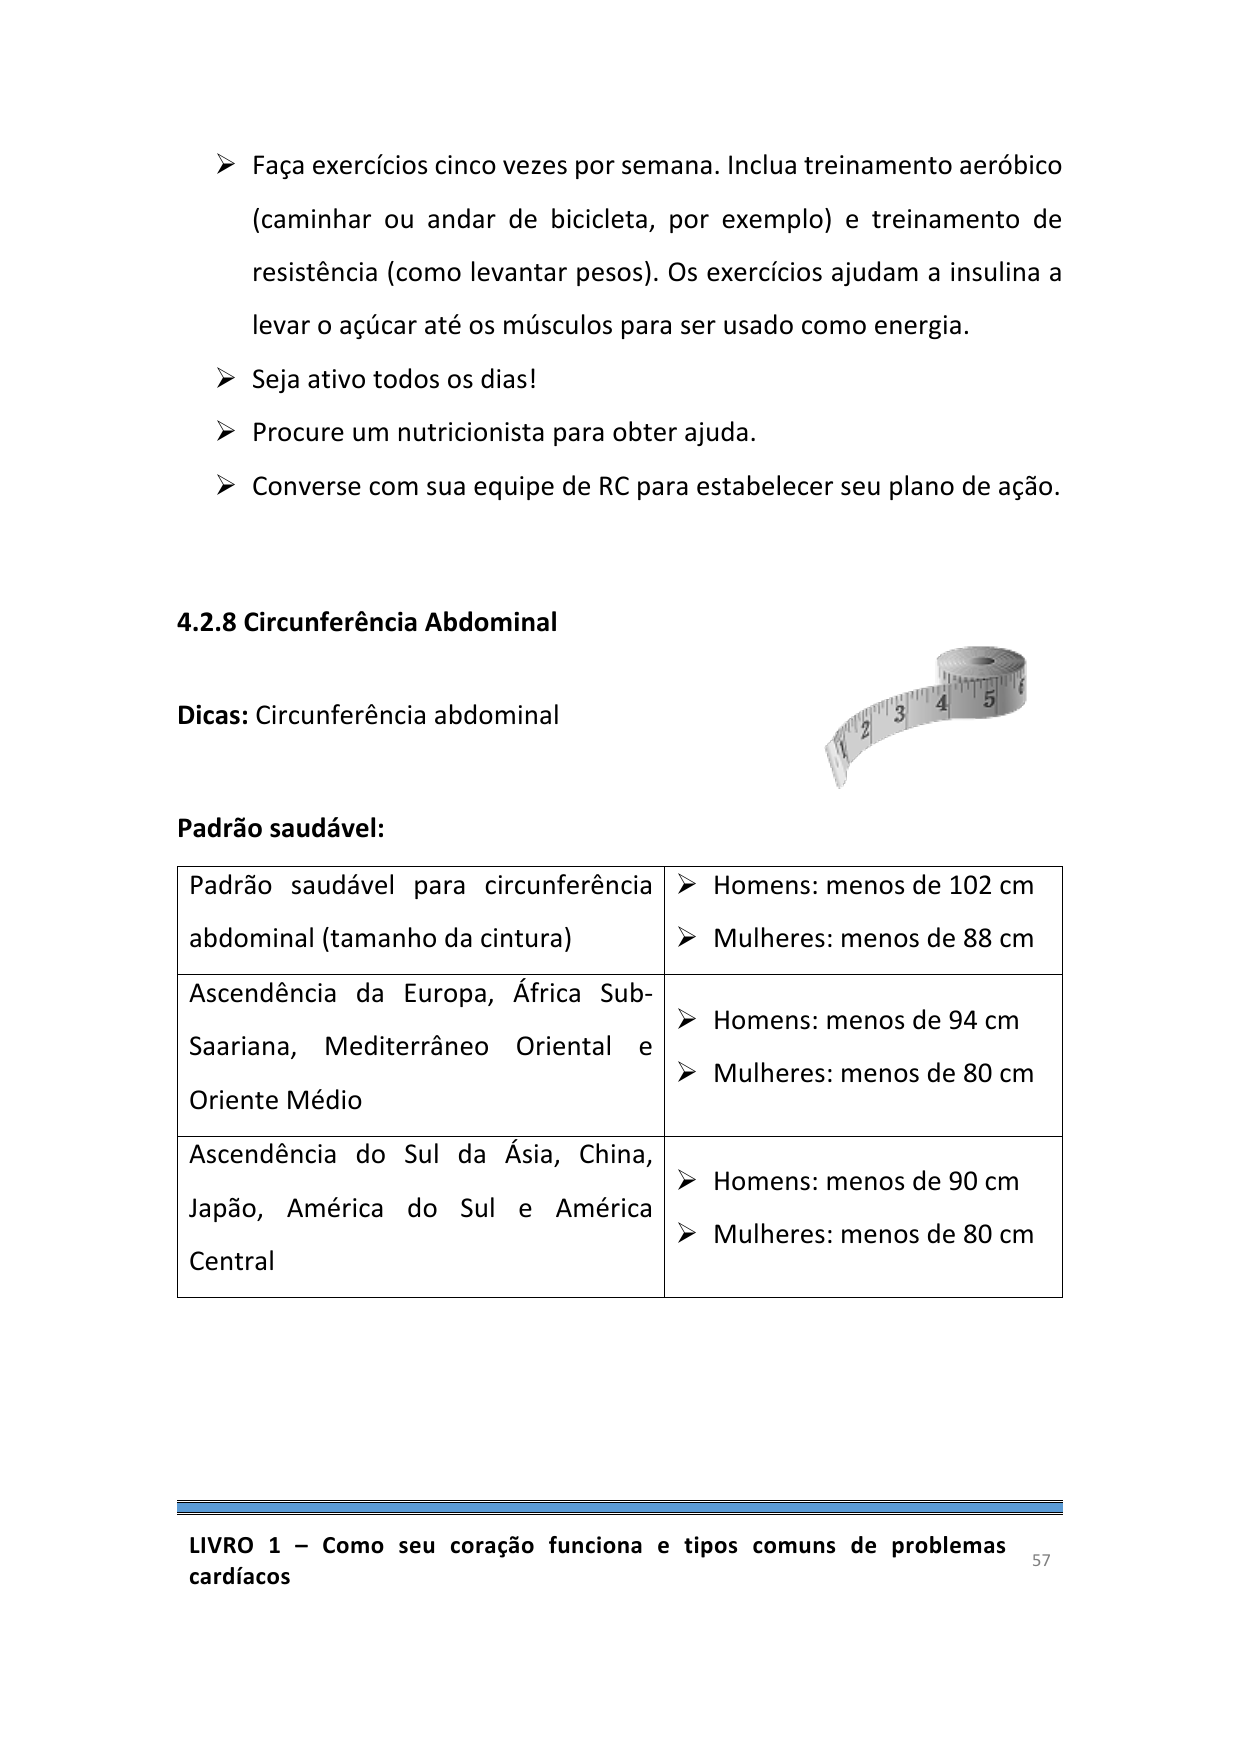 ➢ Faça exercícios cinco vezes por semana. Inclua treinamento aeróbico
(caminhar ou andar de bicicleta, por exemplo) e treinamento de
resistência (como levantar pesos). Os exercícios ajudam a insulina a
levar o açúcar até os músculos para ser usado como energia.
➢ Seja ativo todos os dias!
➢ Procure um nutricionista para obter ajuda.
➢ Converse com sua equipe de RC para estabelecer seu plano de ação.
4.2.8 Circunferência Abdominal
Dicas: Circunferência abdominal
1 2 3 4 5 6
Padrão saudável:
Padrão saudável para circunferência
abdominal (tamanho da cintura)
➢ Homens: menos de 102 cm
➢ Mulheres: menos de 88 cm
Ascendência da Europa, África Sub-
Saariana, Mediterrâneo Oriental e
Oriente Médio
➢ Homens: menos de 94 cm
➢ Mulheres: menos de 80 cm
Ascendência do Sul da Ásia, China,
Japão, América do Sul e América
Central
➢ Homens: menos de 90 cm
➢ Mulheres: menos de 80 cm
LIVRO 1 – Como seu coração funciona e tipos comuns de problemas
cardíacos
57